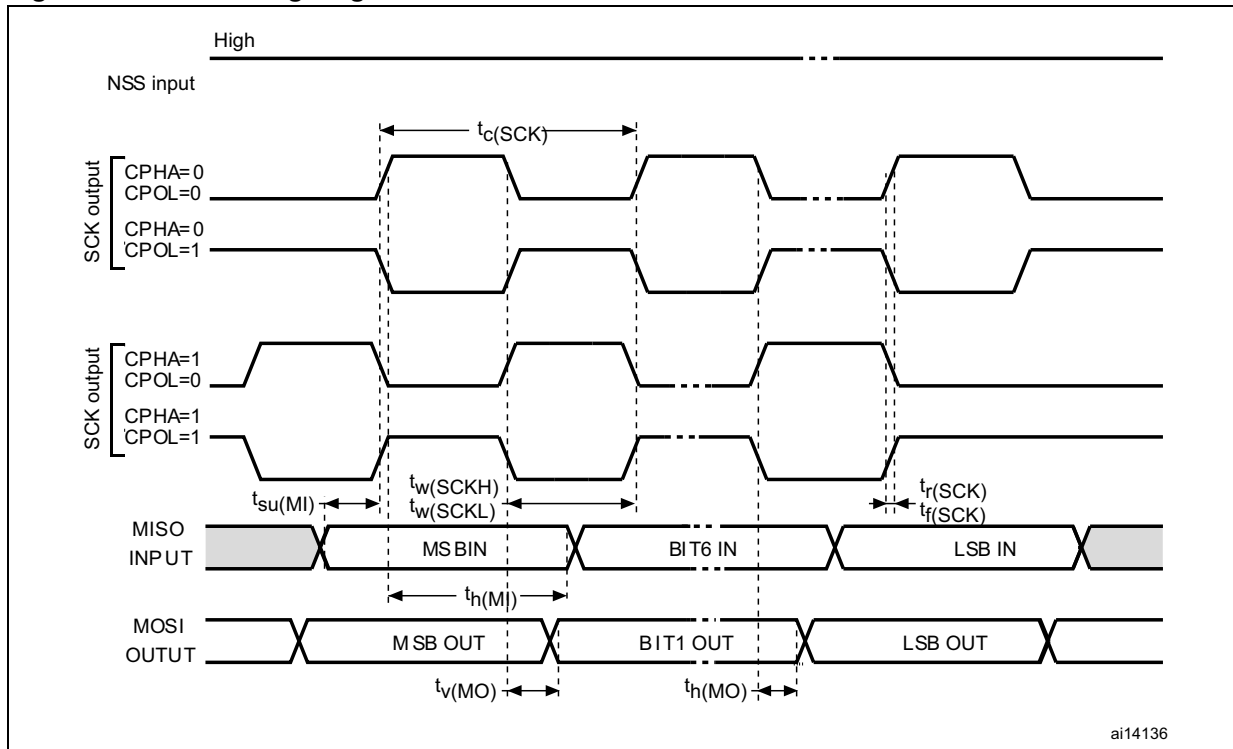 High
NSS input
tc(SCK)
SCK output
CPHA=0
CPOL=0
CPHA=0
CPOL=1
SCK output
CPHA=1
CPOL=0
CPHA=1
CPOL=1
tsu(MI)
tw(SCKH)
tw(SCKL)
tr(SCK)
tf(SCK)
MISO
INPUT
MSBIN
BIT6 IN
LSB IN
th(MI)
MOSI
OUTUT
MSB OUT
BIT1 OUT
LSB OUT
tv(MO)
th(MO)
ai14136